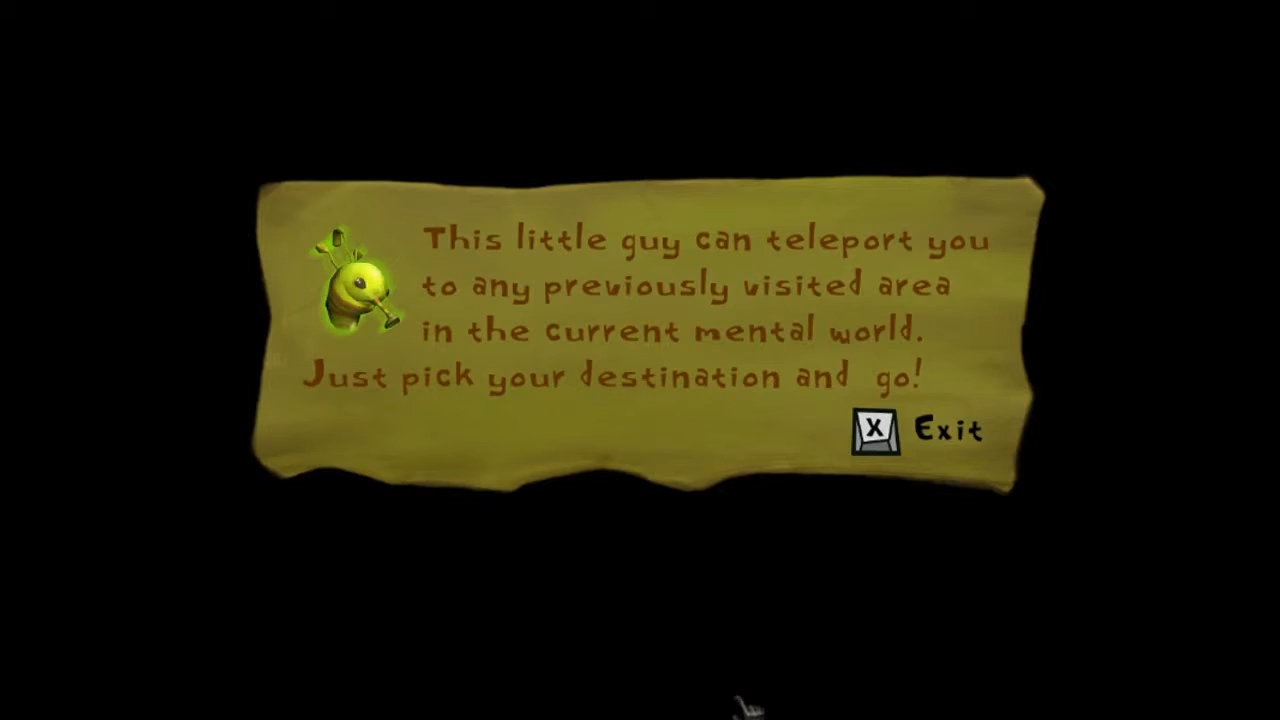 This little guy can teleport you
to any previously visited area
in the current mental world.
Just pick your destination and go!
X Exit